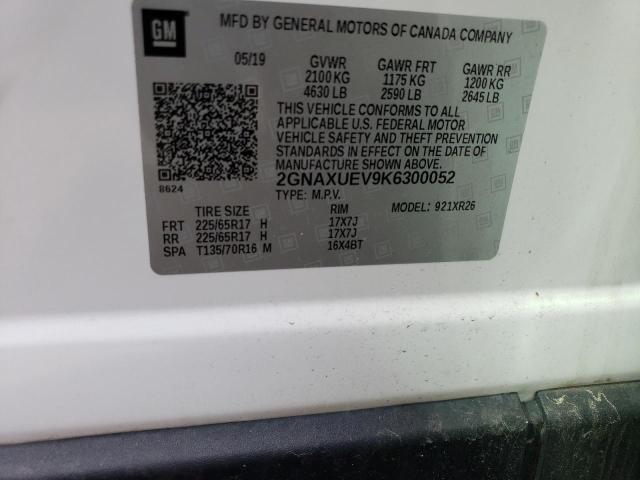 GM
MFD BY GENERAL MOTORS OF CANADA COMPANY
05/19 GVWR GAWR FRT GAWR RR
2100 KG 1175 KG 1200 KG
4630 LB 2590 LB 2645 LB
THIS VEHICLE CONFORMS TO ALL
APPLICABLE U.S. FEDERAL MOTOR
VEHICLE SAFETY AND THEFT PREVENTION
STANDARDS IN EFFECT ON THE DATE OF
MANUFACTURE SHOWN ABOVE.
8624
2GNAXUEV9K6300052
TYPE: M.P.V. MODEL: 921XR26
TIRE SIZE RIM
FRT 225/65R17 H 17X7J
RR 225/65R17 H 17X7J
SPA T135/70R16 M 16X4BT